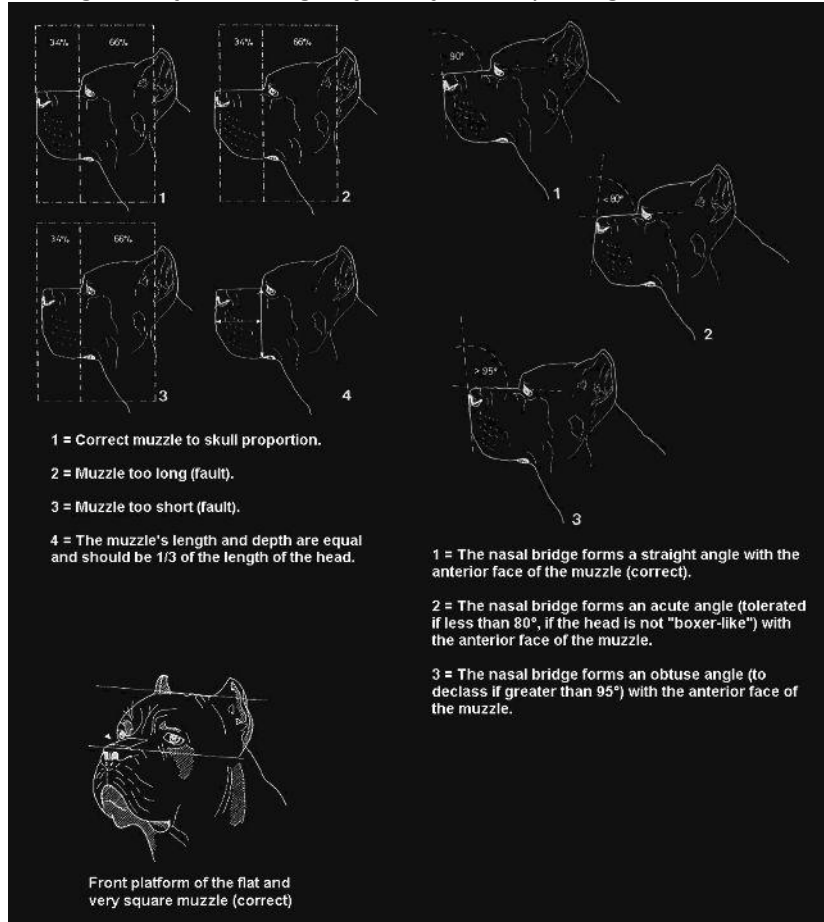 34% 66%
1
34% 66%
2
34% 66%
3
4
1 = Correct muzzle to skull proportion.
2 = Muzzle too long (fault).
3 = Muzzle too short (fault).
4 = The muzzle's length and depth are equal
and should be 1/3 of the length of the head.
90°
1
< 80°
2
> 95°
3
1 = The nasal bridge forms a straight angle with the
anterior face of the muzzle (correct).
2 = The nasal bridge forms an acute angle (tolerated
if less than 80°, if the head is not "boxer-like") with
the anterior face of the muzzle.
3 = The nasal bridge forms an obtuse angle (to
declass if greater than 95°) with the anterior face of
the muzzle.
Front platform of the flat and
very square muzzle (correct)